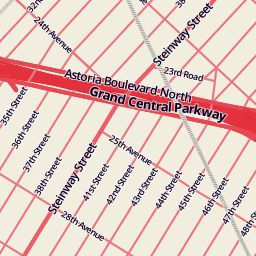 32nd
24th Avenue
Steinway Street
23rd Road
Astoria Boulevard North
Grand Central Parkway
35th Street
36th Street
37th Street
38th Street
Steinway Street
25th Avenue
41st Street
42nd Street
43rd Street
44th Street
45th Street
46th Street
47th Street
48th
28th Avenue